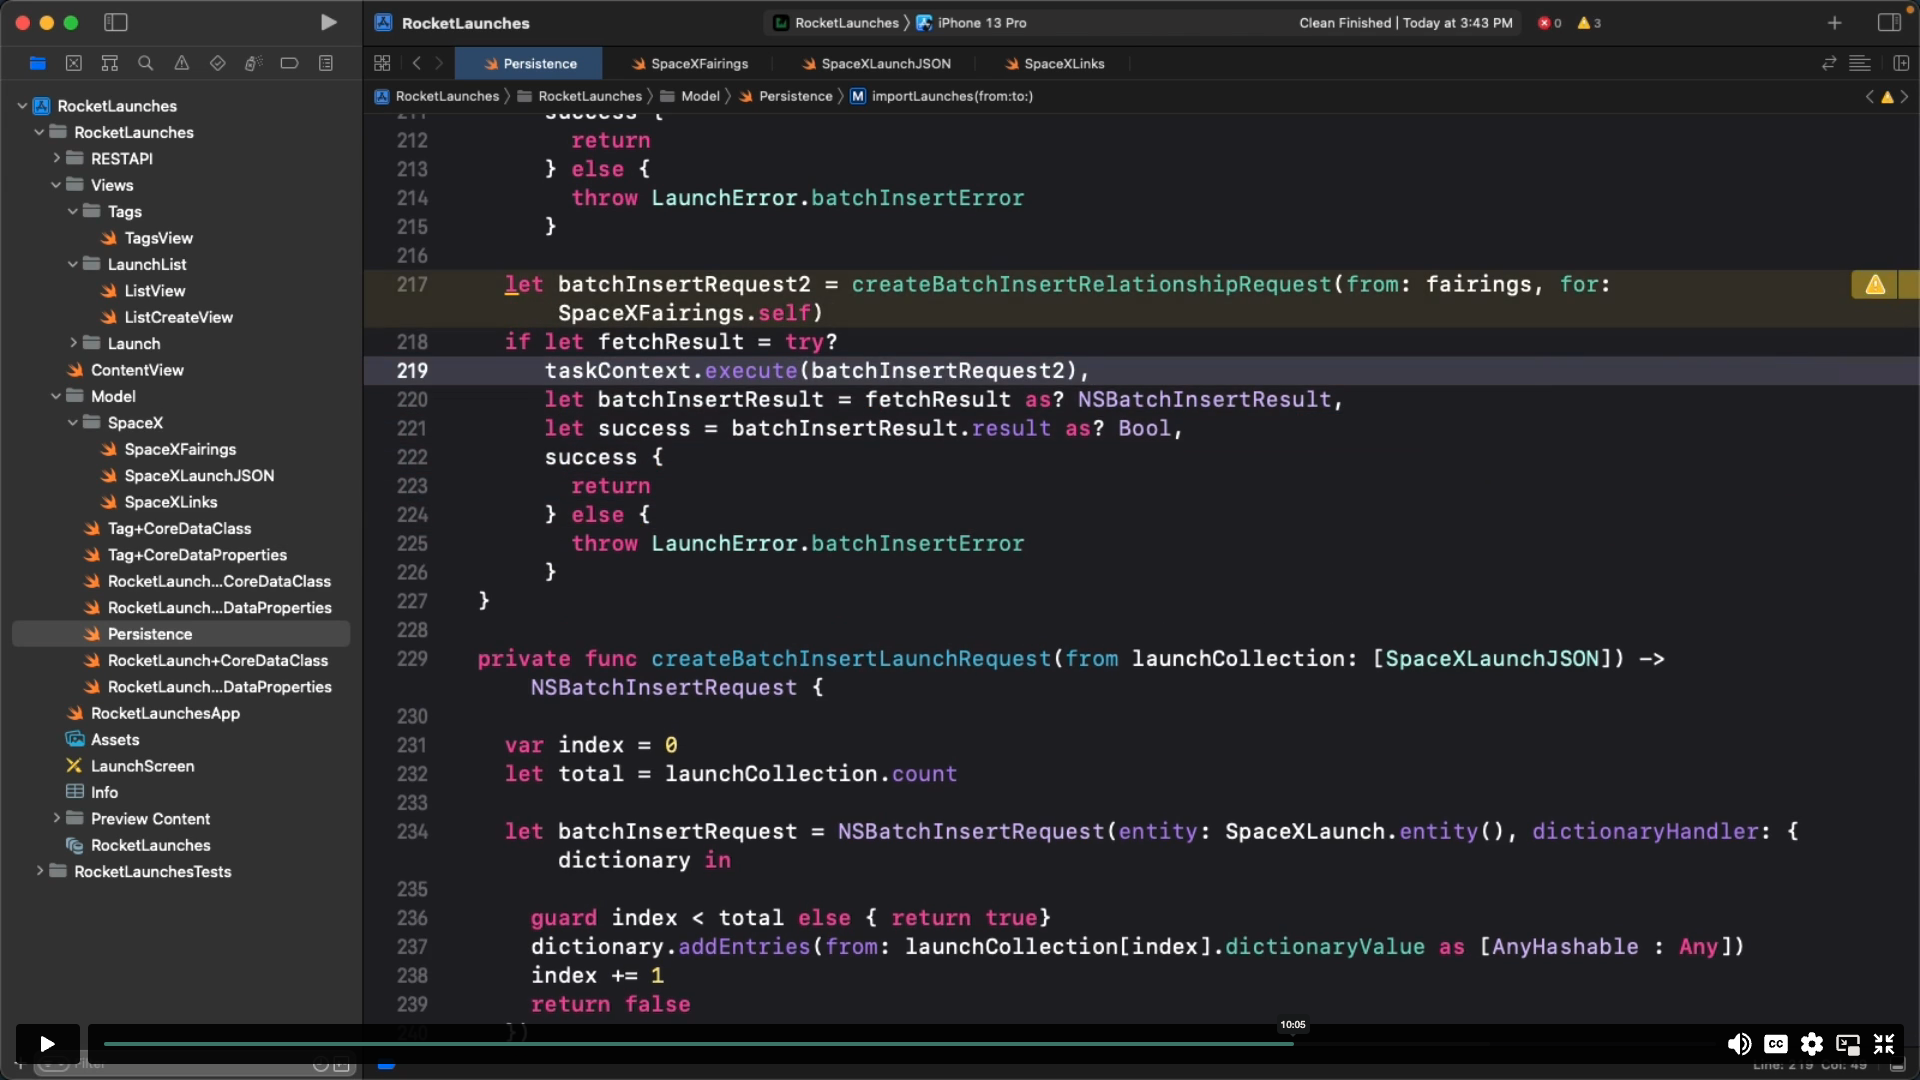 RocketLaunches
RocketLaunches
iPhone 13 Pro
Clean Finished | Today at 3:43 PM
0
3
Persistence
SpaceXFairings
SpaceXLaunchJSON
SpaceXLinks
RocketLaunches
RocketLaunches
Model
Persistence
M
importLaunches(from:to:)
RocketLaunches
RocketLaunches
RESTAPI
Views
Tags
TagsView
LaunchList
ListView
ListCreateView
Launch
ContentView
Model
SpaceX
SpaceXFairings
SpaceXLaunchJSON
SpaceXLinks
Tag+CoreDataClass
Tag+CoreDataProperties
RocketLaunch...CoreDataClass
RocketLaunch...DataProperties
Persistence
RocketLaunch+CoreDataClass
RocketLaunch...DataProperties
RocketLaunchesApp
Assets
LaunchScreen
Info
Preview Content
RocketLaunches
RocketLaunchesTests
Filter
211 success {
212 return
213 } else {
214 throw LaunchError.batchInsertError
215 }
216
217 let batchInsertRequest2 = createBatchInsertRelationshipRequest(from: fairings, for:
SpaceXFairings.self)
218 if let fetchResult = try?
219 taskContext.execute(batchInsertRequest2),
220 let batchInsertResult = fetchResult as? NSBatchInsertResult,
221 let success = batchInsertResult.result as? Bool,
222 success {
223 return
224 } else {
225 throw LaunchError.batchInsertError
226 }
227 }
228
229 private func createBatchInsertLaunchRequest(from launchCollection: [SpaceXLaunchJSON]) ->
NSBatchInsertRequest {
230
231 var index = 0
232 let total = launchCollection.count
233
234 let batchInsertRequest = NSBatchInsertRequest(entity: SpaceXLaunch.entity(), dictionaryHandler: {
dictionary in
235
236 guard index < total else { return true}
237 dictionary.addEntries(from: launchCollection[index].dictionaryValue as [AnyHashable : Any])
238 index += 1
239 return false
240 })
10:05
CC
Line: 219 Col: 49